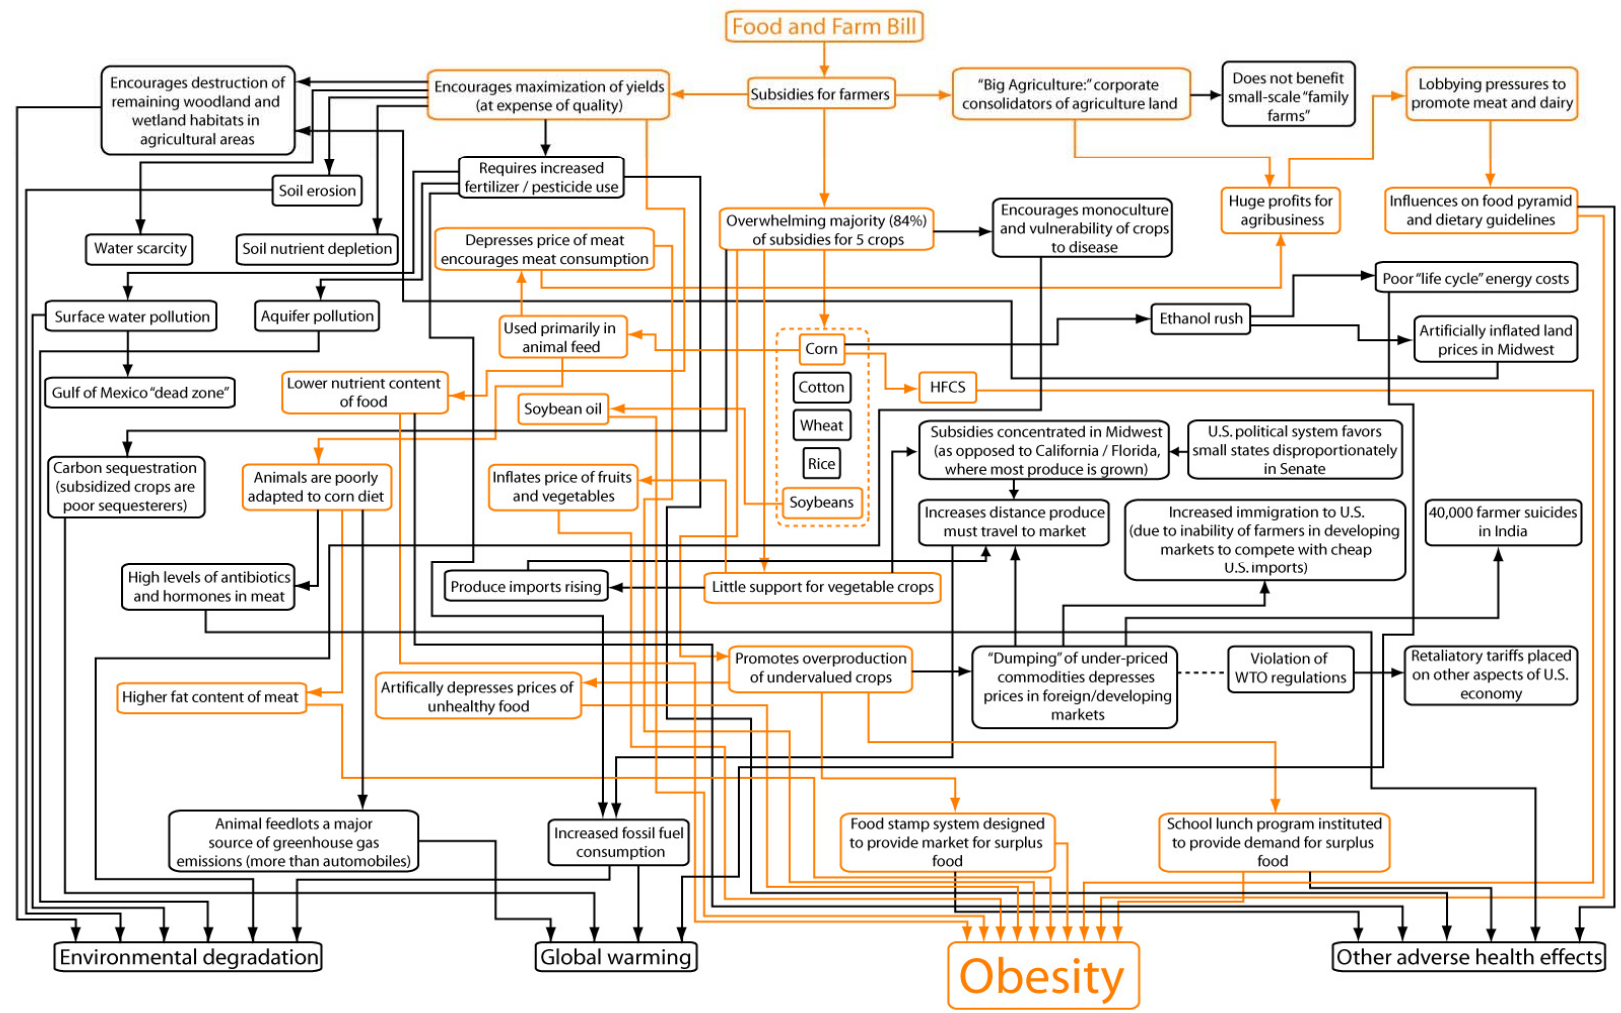 Food and Farm Bill
Encourages destruction of
remaining woodland and
wetland habitats in
agricultural areas
Encourages maximization of yields
(at expense of quality)
Subsidies for farmers
“Big Agriculture:” corporate
consolidators of agriculture land
Does not benefit
small-scale “family
farms”
Lobbying pressures to
promote meat and dairy
Soil erosion
Requires increased
fertilizer / pesticide use
Huge profits for
agribusiness
Influences on food pyramid
and dietary guidelines
Water scarcity
Soil nutrient depletion
Depresses price of meat
encourages meat consumption
Overwhelming majority (84%)
of subsidies for 5 crops
Encourages monoculture
and vulnerability of crops
to disease
Poor “life cycle” energy costs
Surface water pollution
Aquifer pollution
Used primarily in
animal feed
Corn
Ethanol rush
Artificially inflated land
prices in Midwest
Gulf of Mexico “dead zone”
Lower nutrient content
of food
Soybean oil
Cotton
HFCS
Wheat
Rice
Soybeans
Subsidies concentrated in Midwest
(as opposed to California / Florida,
where most produce is grown)
U.S. political system favors
small states disproportionately
in Senate
Carbon sequestration
(subsidized crops are
poor sequesterers)
Animals are poorly
adapted to corn diet
Inflates price of fruits
and vegetables
Increases distance produce
must travel to market
Increased immigration to U.S.
(due to inability of farmers in developing
markets to compete with cheap
U.S. imports)
40,000 farmer suicides
in India
High levels of antibiotics
and hormones in meat
Produce imports rising
Little support for vegetable crops
Higher fat content of meat
Artifically depresses prices of
unhealthy food
Promotes overproduction
of undervalued crops
“Dumping” of under-priced
commodities depresses
prices in foreign/developing
markets
Violation of
WTO regulations
Retaliatory tariffs placed
on other aspects of U.S.
economy
Animal feedlots a major
source of greenhouse gas
emissions (more than automobiles)
Increased fossil fuel
consumption
Food stamp system designed
to provide market for surplus
food
School lunch program instituted
to provide demand for surplus
food
Environmental degradation
Global warming
Obesity
Other adverse health effects